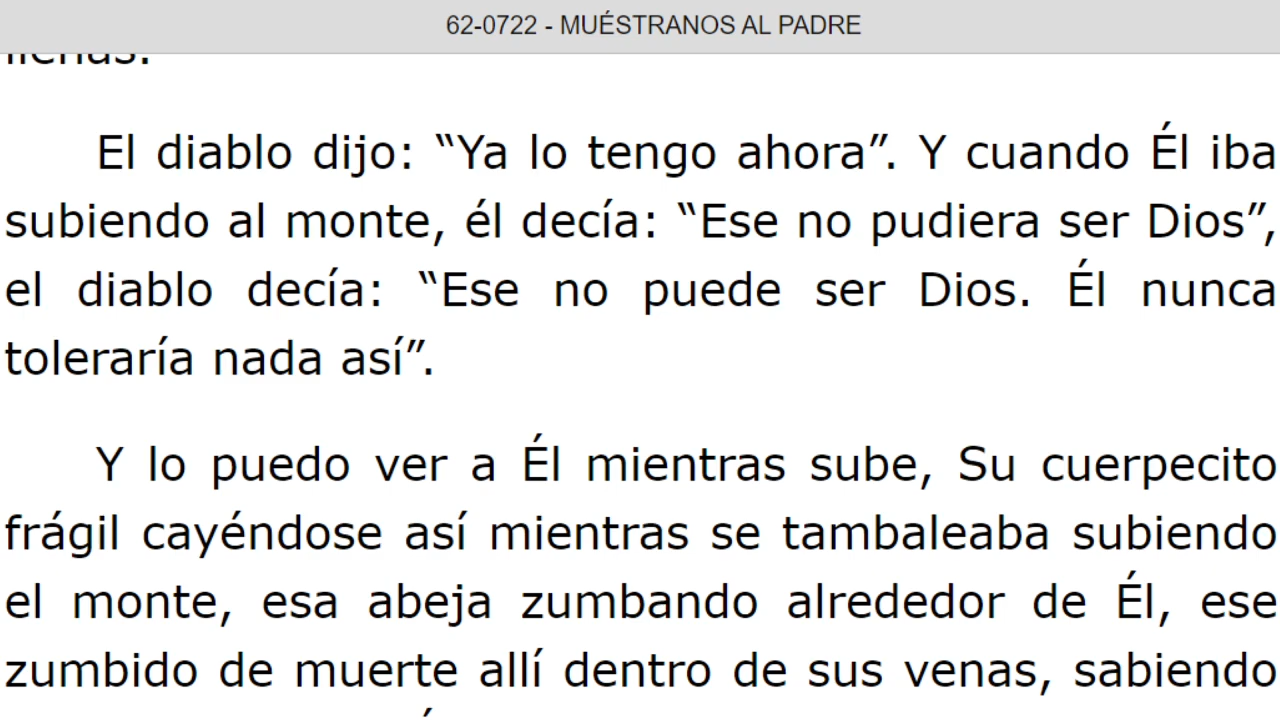 62-0722 - MUÉSTRANOS AL PADRE
El diablo dijo: “Ya lo tengo ahora”. Y cuando Él iba
subiendo al monte, él decía: “Ese no pudiera ser Dios”,
el diablo decía: “Ese no puede ser Dios. Él nunca
toleraría nada así”.
Y lo puedo ver a Él mientras sube, Su cuerpecito
frágil cayéndose así mientras se tambaleaba subiendo
el monte, esa abeja zumbando alrededor de Él, ese
zumbido de muerte allí dentro de sus venas, sabiendo